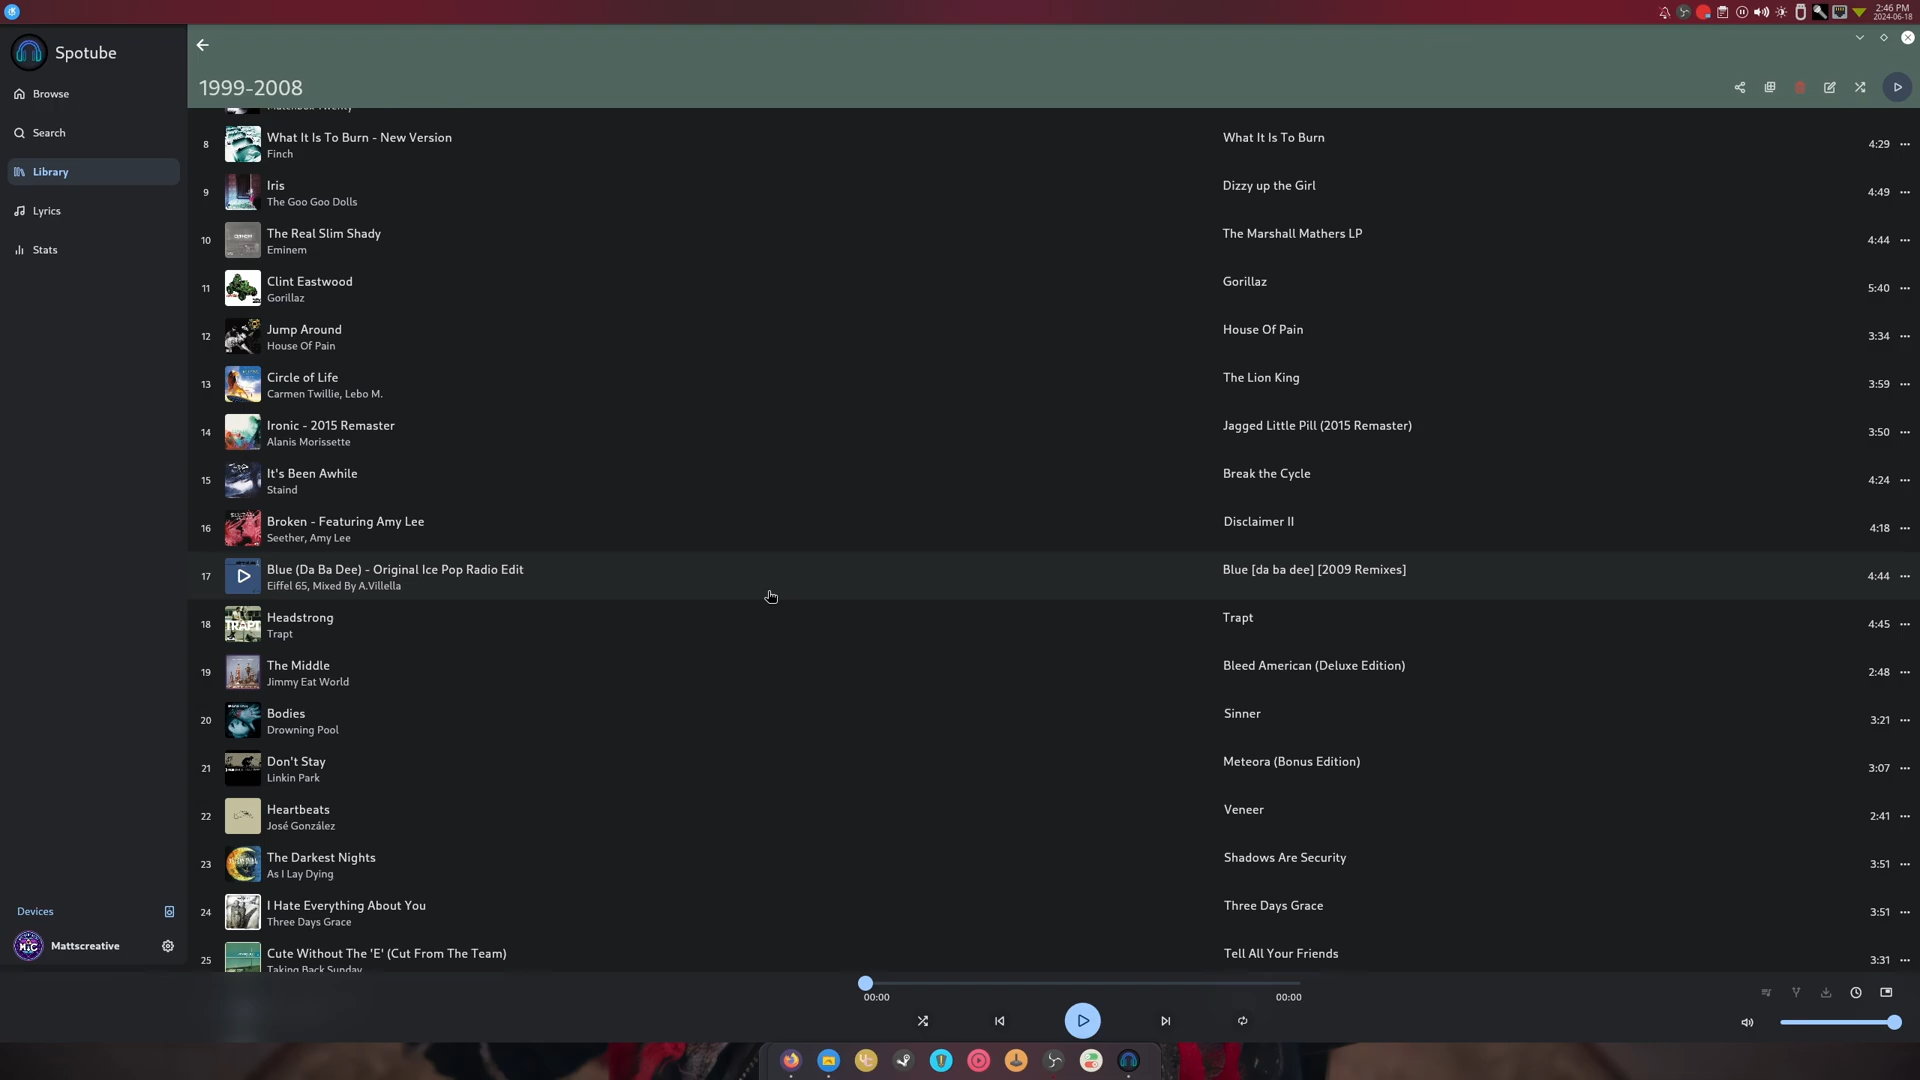 2:46 PM
2024-06-18
Spotube
Browse
Search
Library
Lyrics
Stats
Devices
Mattscreative
1999-2008
Matchbox Twenty
8 What It Is To Burn - New Version What It Is To Burn 4:29
Finch
9 Iris Dizzy up the Girl 4:49
The Goo Goo Dolls
10 The Real Slim Shady The Marshall Mathers LP 4:44
Eminem
11 Clint Eastwood Gorillaz 5:40
Gorillaz
12 Jump Around House Of Pain 3:34
House Of Pain
13 Circle of Life The Lion King 3:59
Carmen Twillie, Lebo M.
14 Ironic - 2015 Remaster Jagged Little Pill (2015 Remaster) 3:50
Alanis Morissette
15 It's Been Awhile Break the Cycle 4:24
Staind
16 Broken - Featuring Amy Lee Disclaimer II 4:18
Seether, Amy Lee
17 Blue (Da Ba Dee) - Original Ice Pop Radio Edit Blue [da ba dee] [2009 Remixes] 4:44
Eiffel 65, Mixed By A.Villella
18 Headstrong Trapt 4:45
Trapt
19 The Middle Bleed American (Deluxe Edition) 2:48
Jimmy Eat World
20 Bodies Sinner 3:21
Drowning Pool
21 Don't Stay Meteora (Bonus Edition) 3:07
Linkin Park
22 Heartbeats Veneer 2:41
José González
23 The Darkest Nights Shadows Are Security 3:51
As I Lay Dying
24 I Hate Everything About You Three Days Grace 3:51
Three Days Grace
25 Cute Without The 'E' (Cut From The Team) Tell All Your Friends 3:31
Taking Back Sunday
00:00 00:00